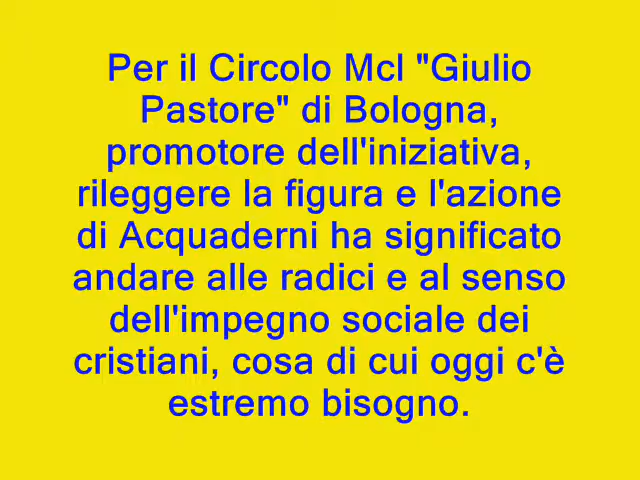 Per il Circolo Mcl "Giulio
Pastore" di Bologna,
promotore dell'iniziativa,
rileggere la figura e l'azione
di Acquaderni ha significato
andare alle radici e al senso
dell'impegno sociale dei
cristiani, cosa di cui oggi c'è
estremo bisogno.